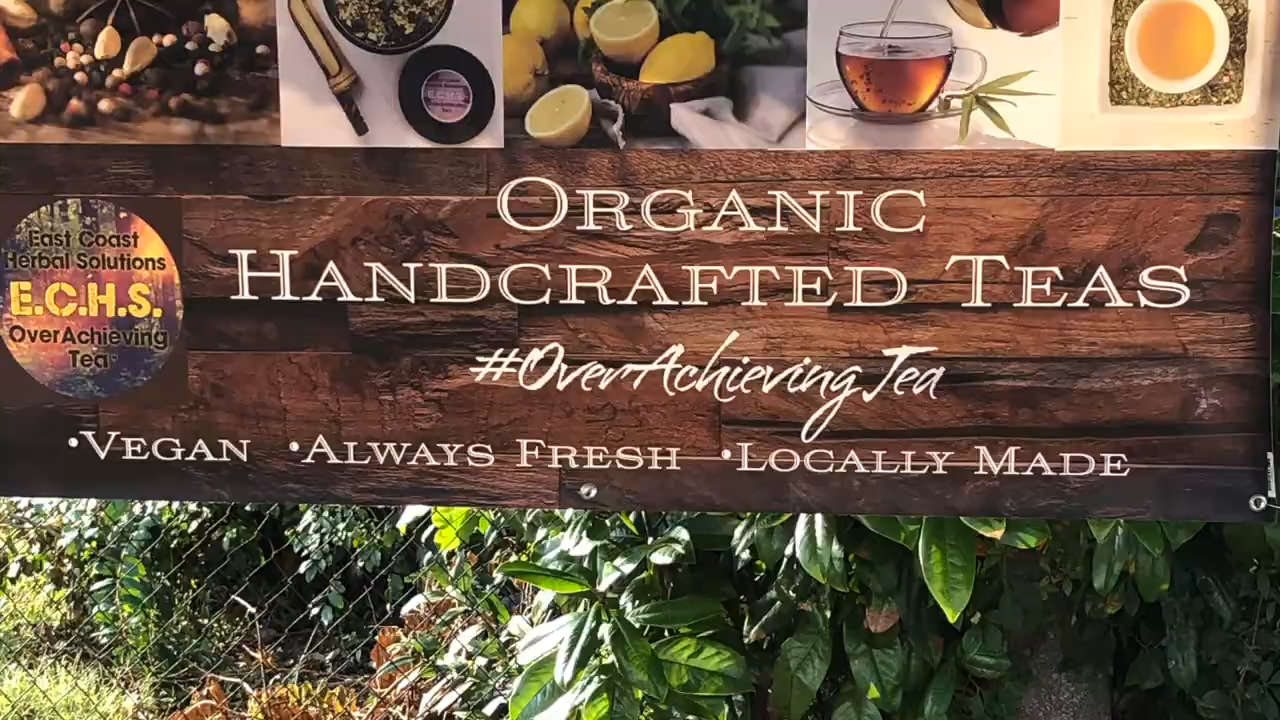 E.C.H.S.
East Coast
Herbal Solutions
E.C.H.S.
OverAchieving
Tea
ORGANIC
HANDCRAFTED TEAS
#OverAchievingTea
•VEGAN •ALWAYS FRESH •LOCALLY MADE